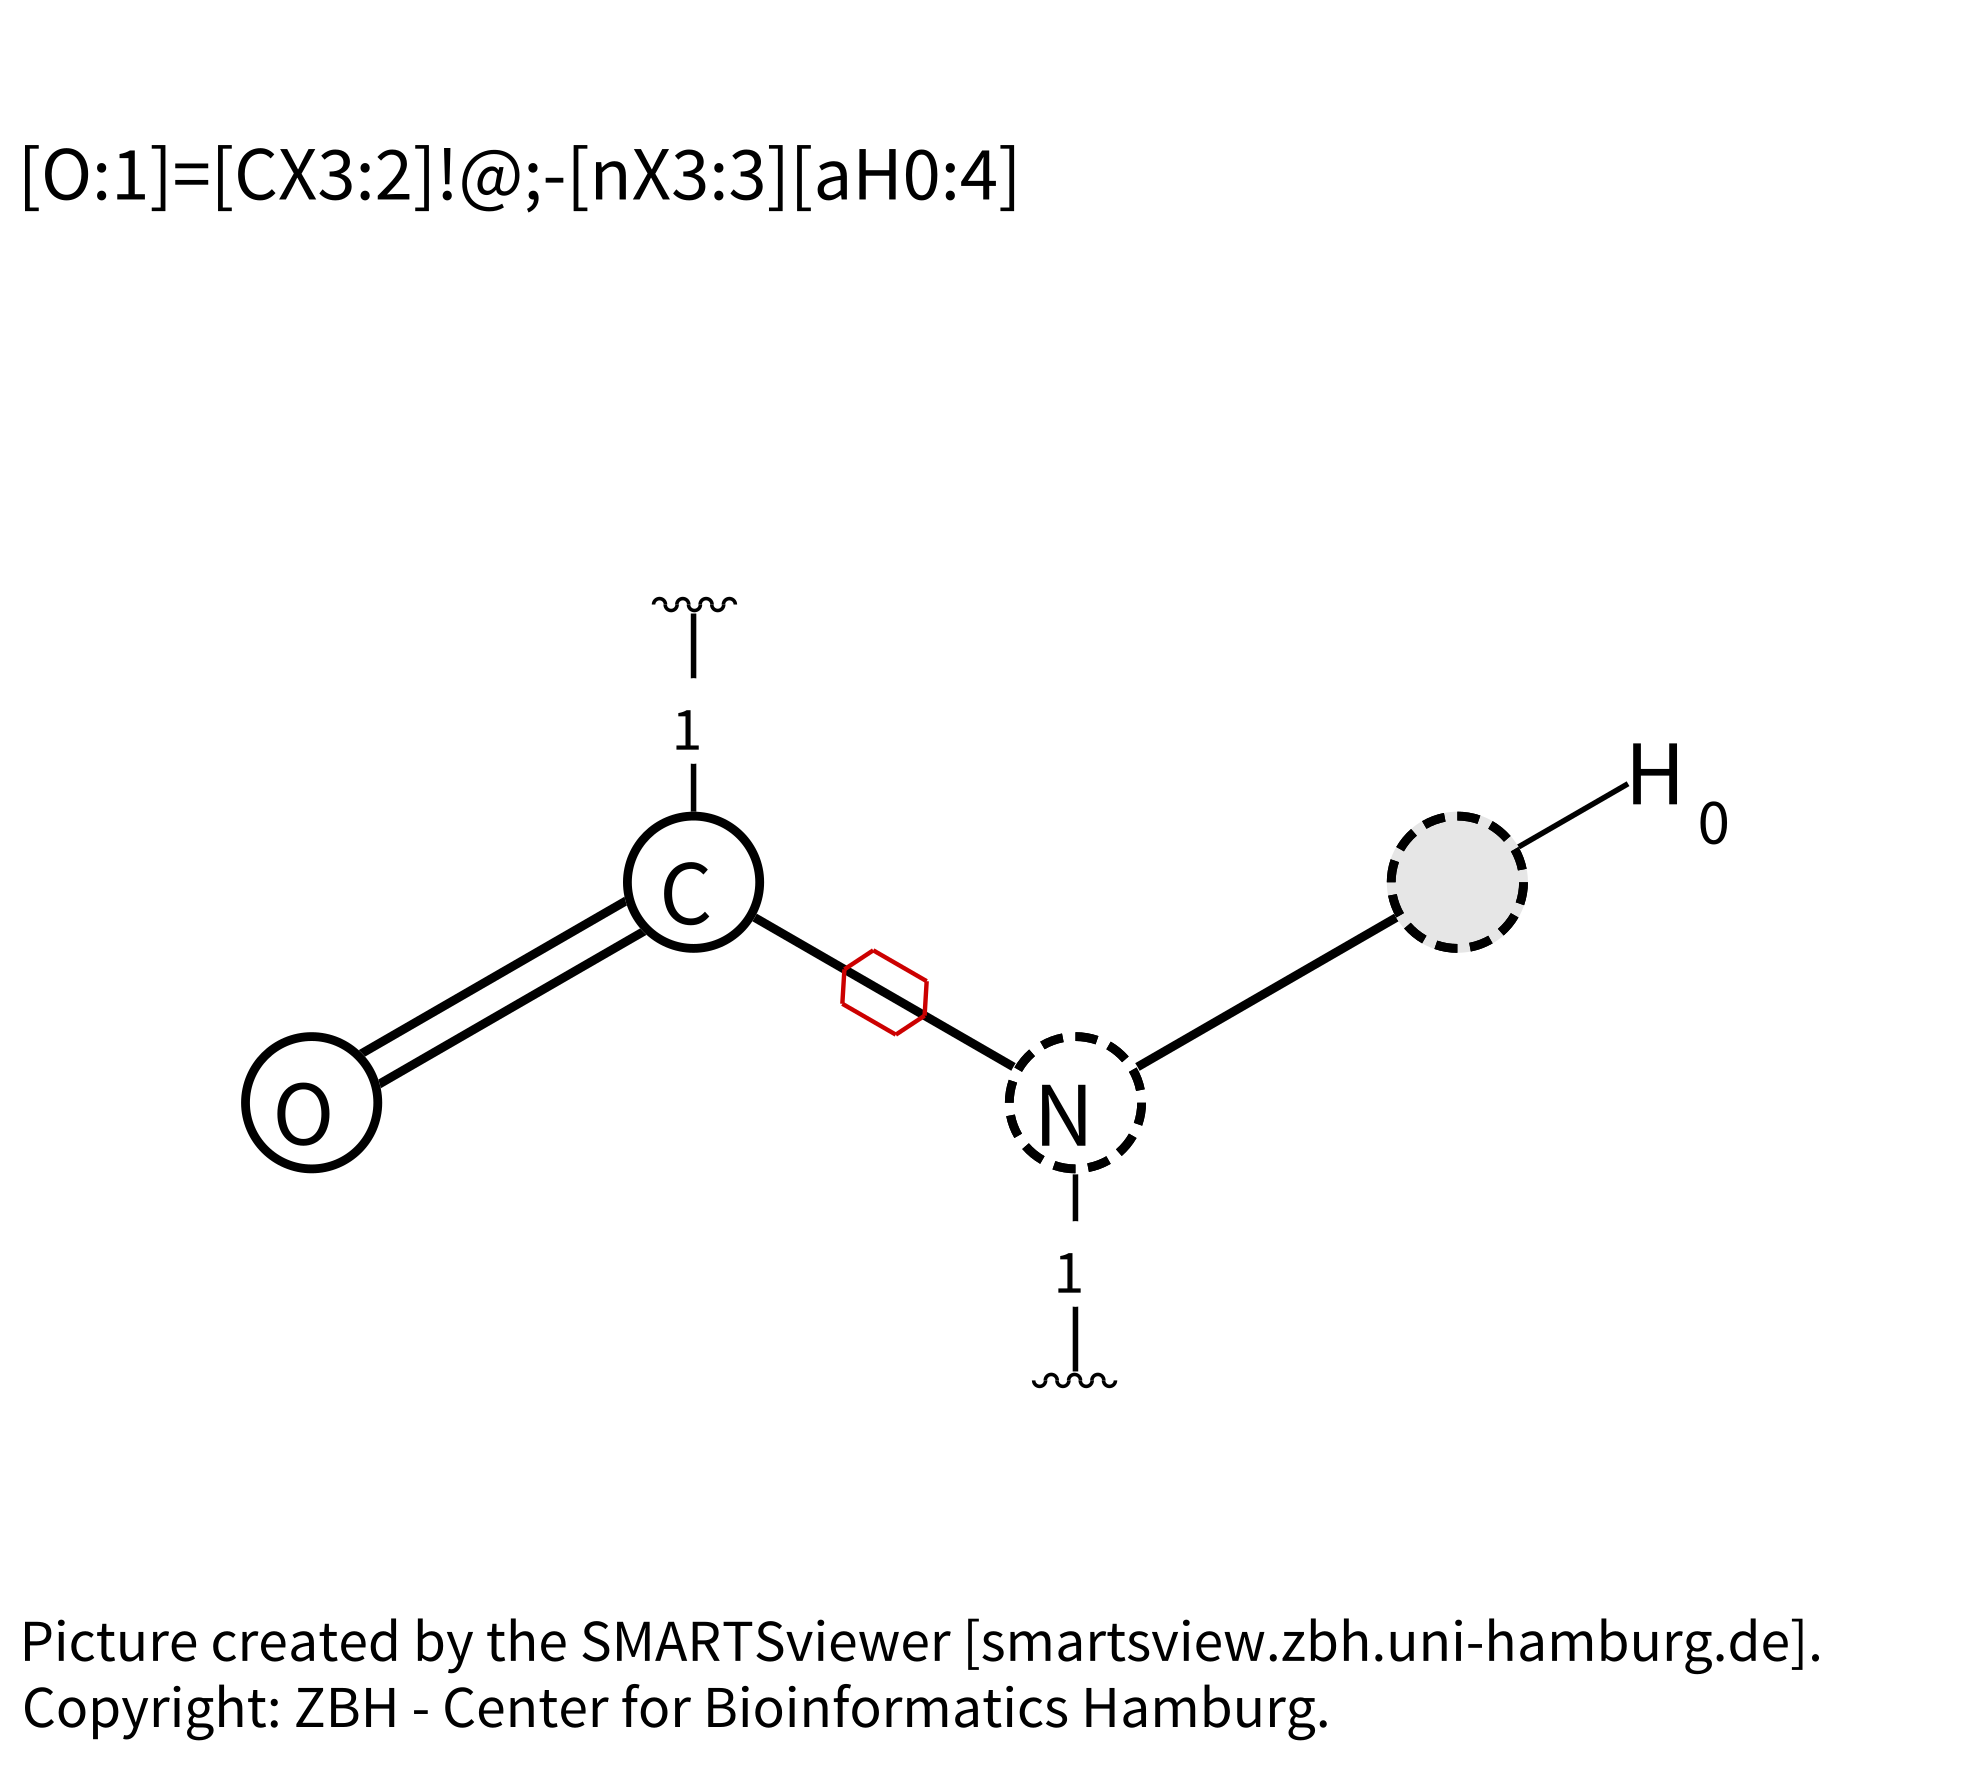 [O:1]=[CX3:2]!@;-[nX3:3][aH0:4]
1
H
0
C
O
N
1
Picture created by the SMARTSviewer [smartsview.zbh.uni-hamburg.de].
Copyright: ZBH - Center for Bioinformatics Hamburg.